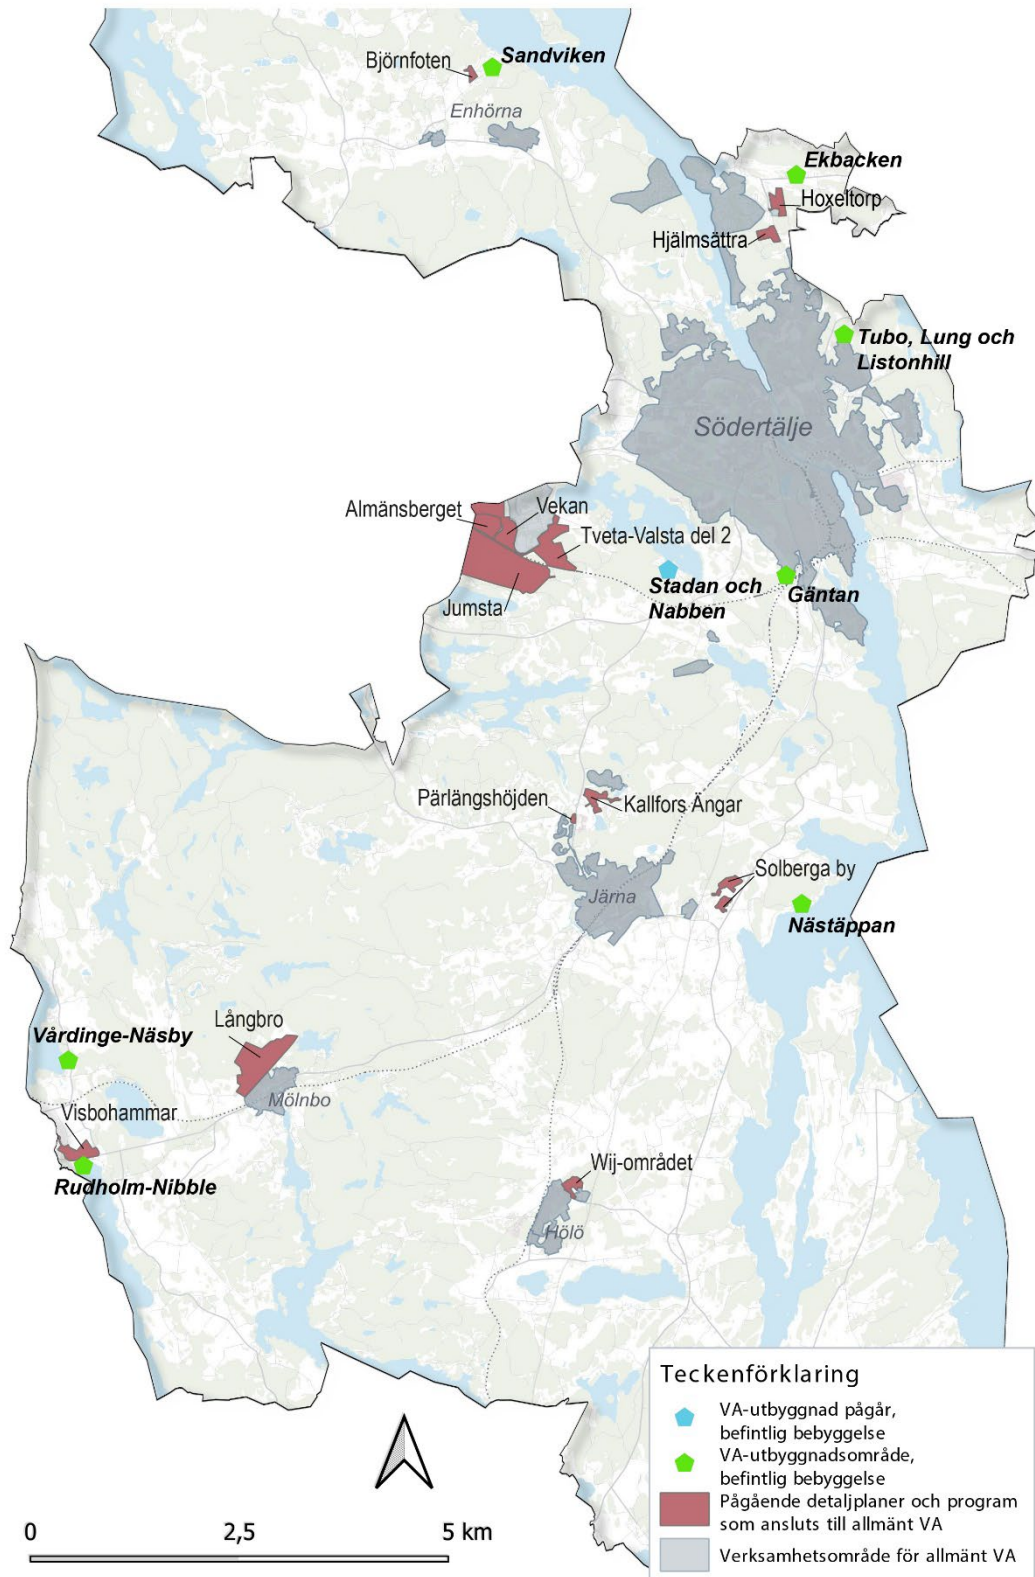 Sandviken
Björnfoten
Enhörna
Ekbacken
Hoxeltorp
Hjälmsättra
Tubo, Lung och
Listonhill
Södertälje
Almänsberget
Vekan
Tveta-Valsta del 2
Jumsta
Stadan och
Nabben
Gäntan
Pärlängshöjden
Kallfors Ängar
Järna
Solberga by
Nästäppan
Långbro
Vårdinge-Näsby
Mölnbo
Visbohammar
Rudholm-Nibble
Wij-området
Hölö
Teckenförklaring
VA-utbyggnad pågår,
befintlig bebyggelse
VA-utbyggnadsområde,
befintlig bebyggelse
Pågående detaljplaner och program
som ansluts till allmänt VA
Verksamhetsområde för allmänt VA
0 2,5 5 km